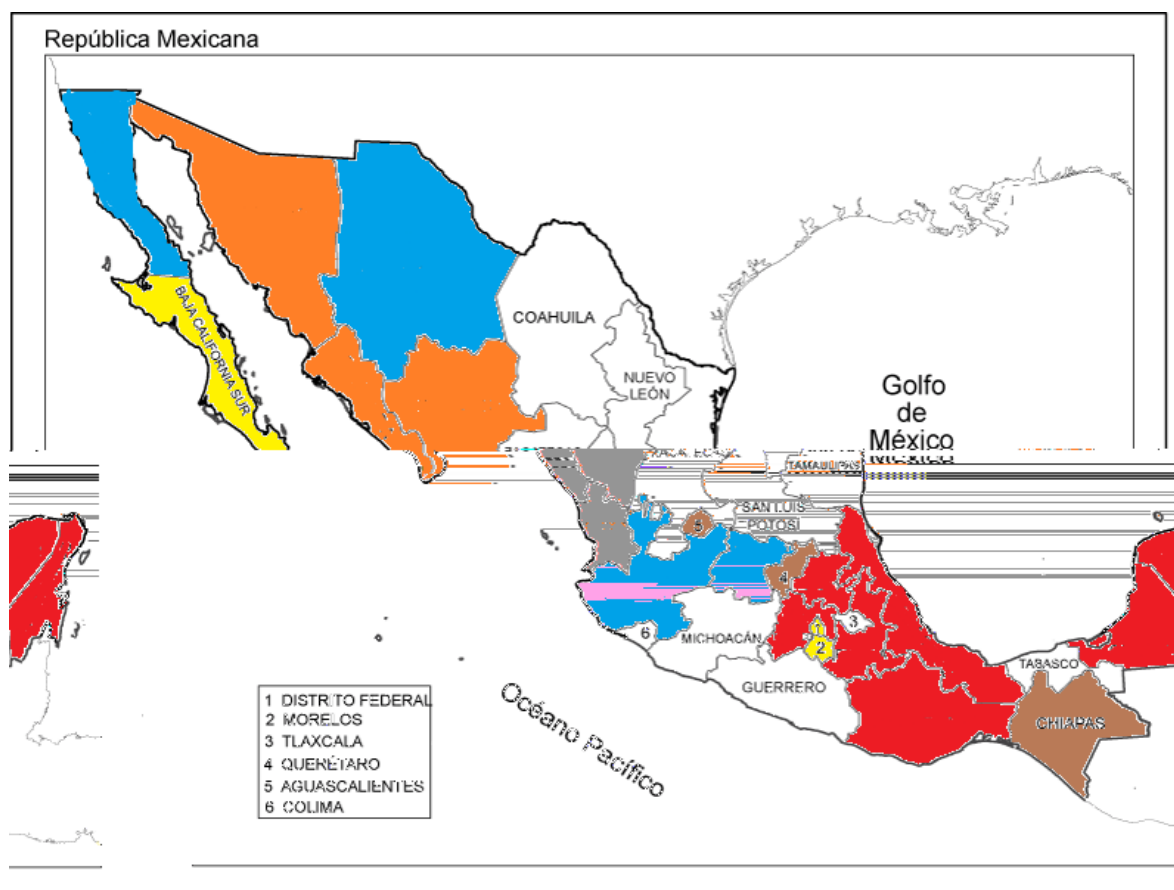 República Mexicana
BAJA CALIFORNIA SUR
COAHUILA
NUEVO
LEÓN
Golfo
de
México
TAMAULIPAS
SAN LUIS
POTOSÍ
5
4
1
3
2
6
MICHOACÁN
GUERRERO
TABASCO
CHIAPAS
Océano Pacífico
1 DISTRITO FEDERAL
2 MORELOS
3 TLAXCALA
4 QUERÉTARO
5 AGUASCALIENTES
6 COLIMA